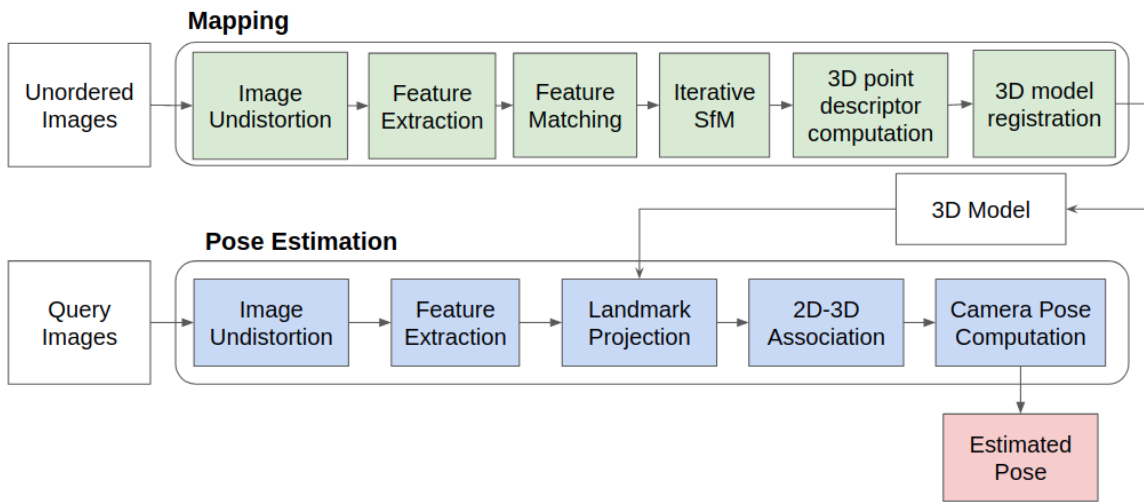 Mapping
Unordered
Images
Image
Undistortion
Feature
Extraction
Feature
Matching
Iterative
SfM
3D point
descriptor
computation
3D model
registration
3D Model
Pose Estimation
Query
Images
Image
Undistortion
Feature
Extraction
Landmark
Projection
2D-3D
Association
Camera Pose
Computation
Estimated
Pose